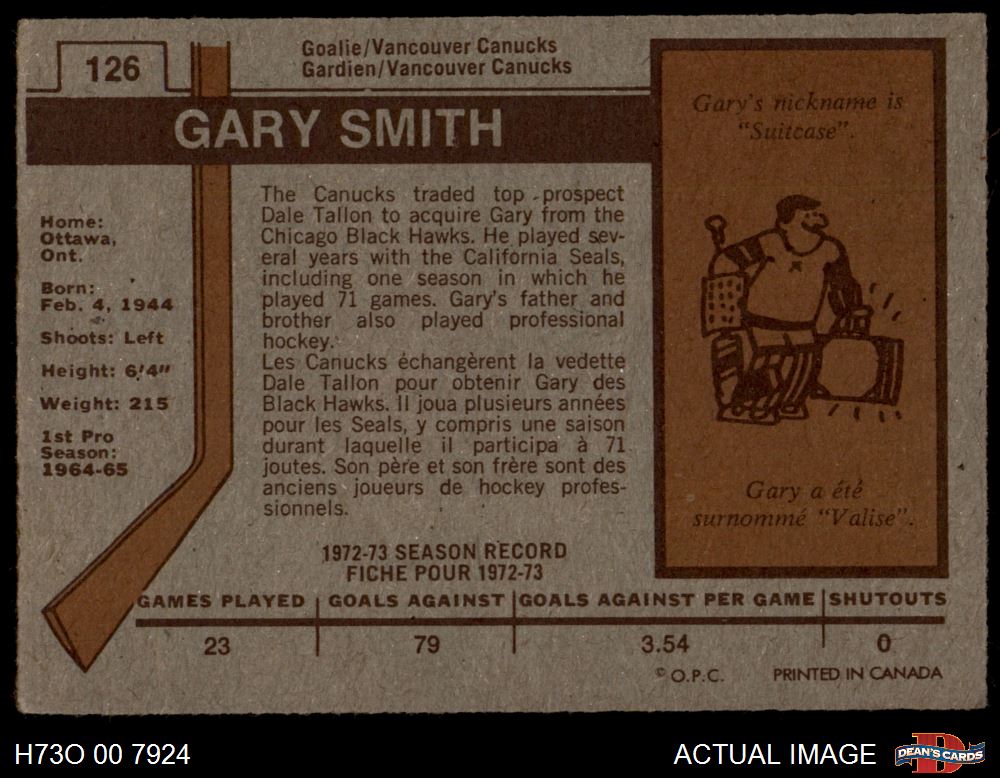 126
Goalie/Vancouver Canucks
Gardien/Vancouver Canucks
GARY SMITH
Home:
Ottawa,
Ont.
Born:
Feb. 4, 1944
Shoots: Left
Height: 6'4"
Weight: 215
1st Pro
Season:
1964-65
The Canucks traded top prospect
Dale Tallon to acquire Gary from the
Chicago Black Hawks. He played sev-
eral years with the California Seals,
including one season in which he
played 71 games. Gary's father and
brother also played professional
hockey.
Les Canucks échangèrent la vedette
Dale Tallon pour obtenir Gary des
Black Hawks. Il joua plusieurs années
pour les Seals, y compris une saison
durant laquelle il participa à 71
joutes. Son père et son frère sont des
anciens joueurs de hockey profes-
sionnels.
Gary's nickname is
"Suitcase".
Gary a été
surnommé "Valise".
1972-73 SEASON RECORD
FICHE POUR 1972-73
GAMES PLAYED GOALS AGAINST GOALS AGAINST PER GAME SHUTOUTS
23 79 3.54 0
© O.P.C. PRINTED IN CANADA
H73O 00 7924 ACTUAL IMAGE DEAN'S CARDS